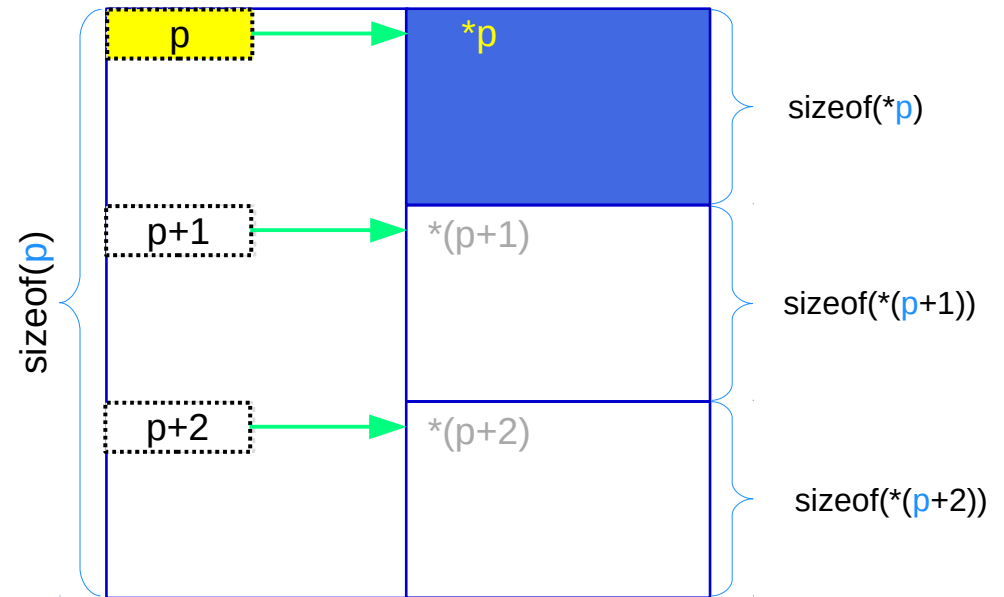 p
*p
sizeof(*p)
sizeof(p)
p+1
*(p+1)
sizeof(*(p+1))
p+2
*(p+2)
sizeof(*(p+2))